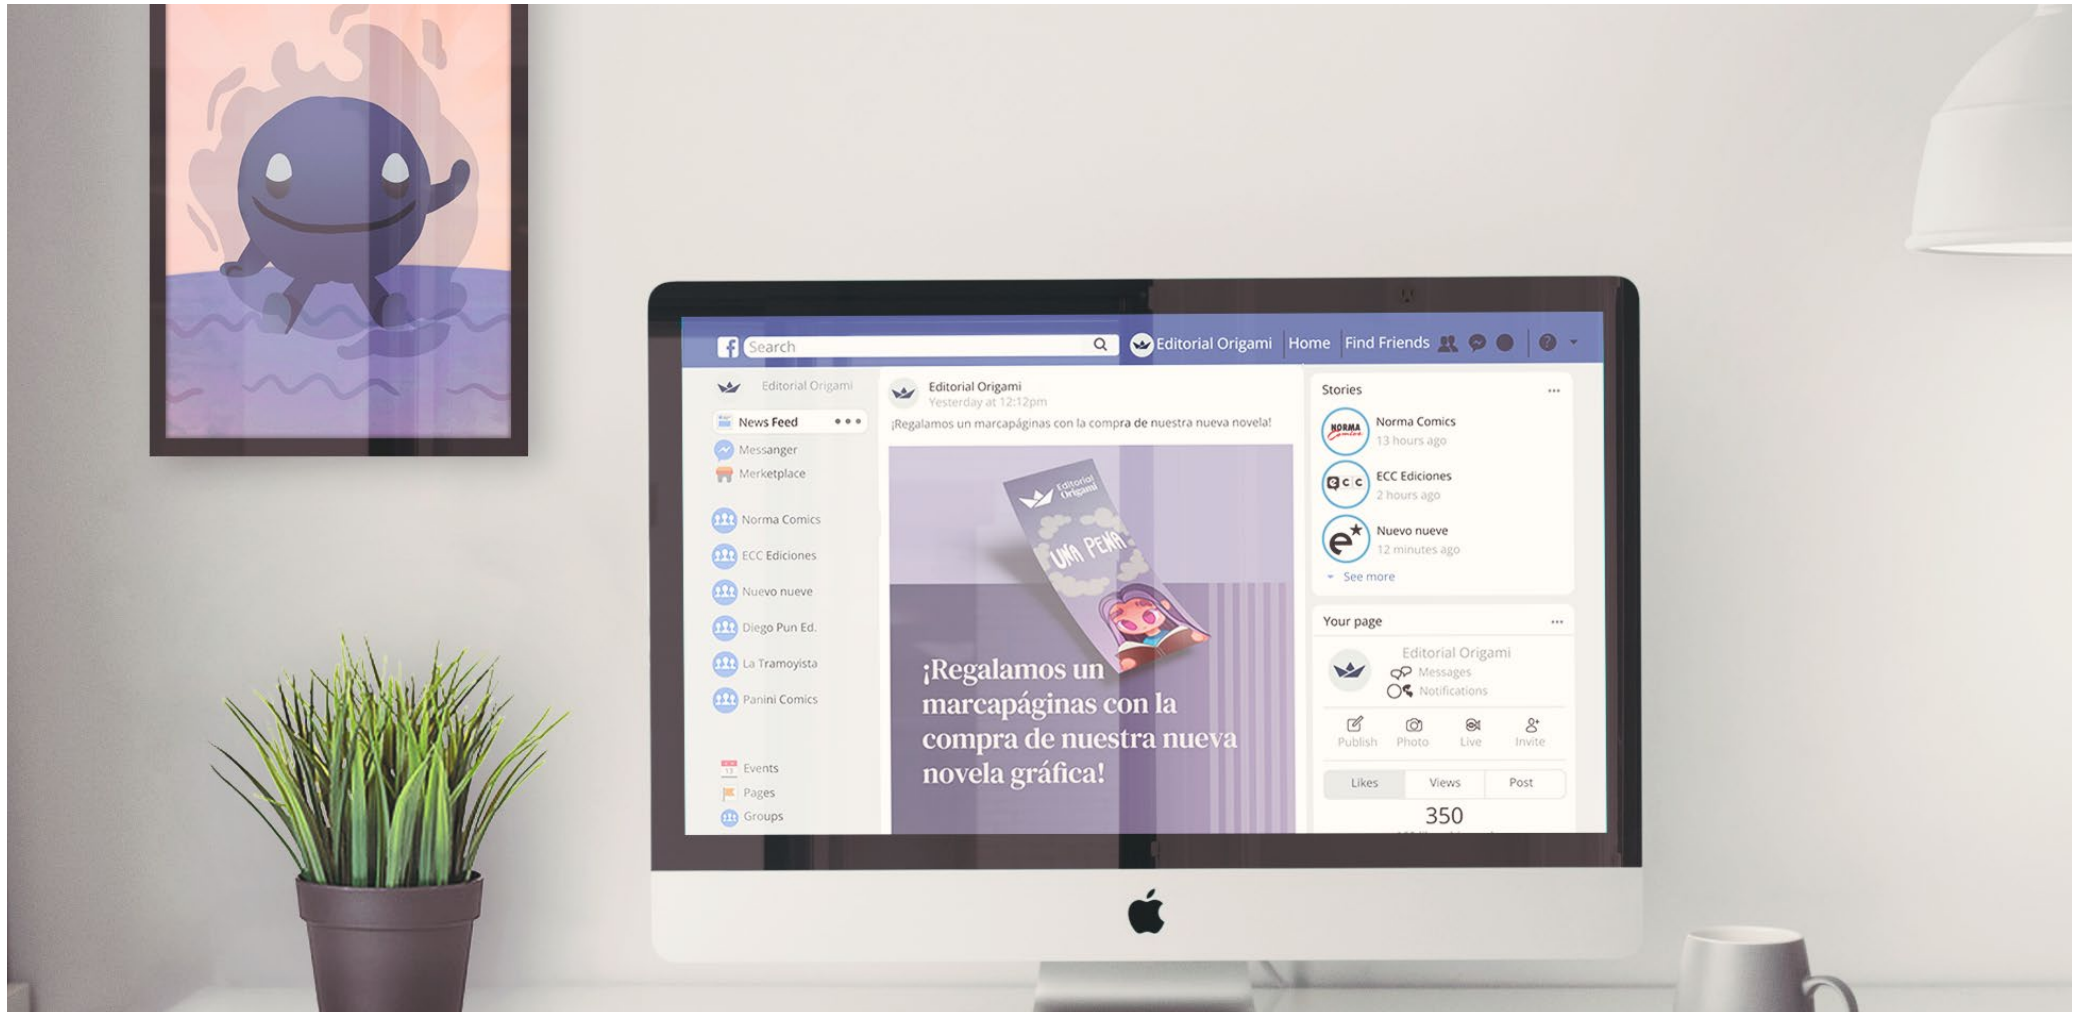 Search
Editorial Origami
Home
Find Friends
Editorial Origami
News Feed
Messanger
Merketplace
Norma Comics
ECC Ediciones
Nuevo nueve
Diego Pun Ed.
La Tramoyista
Panini Comics
Events
Pages
Groups
Editorial Origami
Yesterday at 12:12pm
¡Regalamos un marcapáginas con la compra de nuestra nueva novela!
Editorial
Origami
UNA PENA
¡Regalamos un
marcapáginas con la
compra de nuestra nueva
novela gráfica!
Stories
NORMA
Comics
Norma Comics
13 hours ago
ecc
ECC Ediciones
2 hours ago
e
Nuevo nueve
12 minutes ago
See more
Your page
Editorial Origami
Messages
Notifications
Publish
Photo
Live
Invite
Likes
Views
Post
350